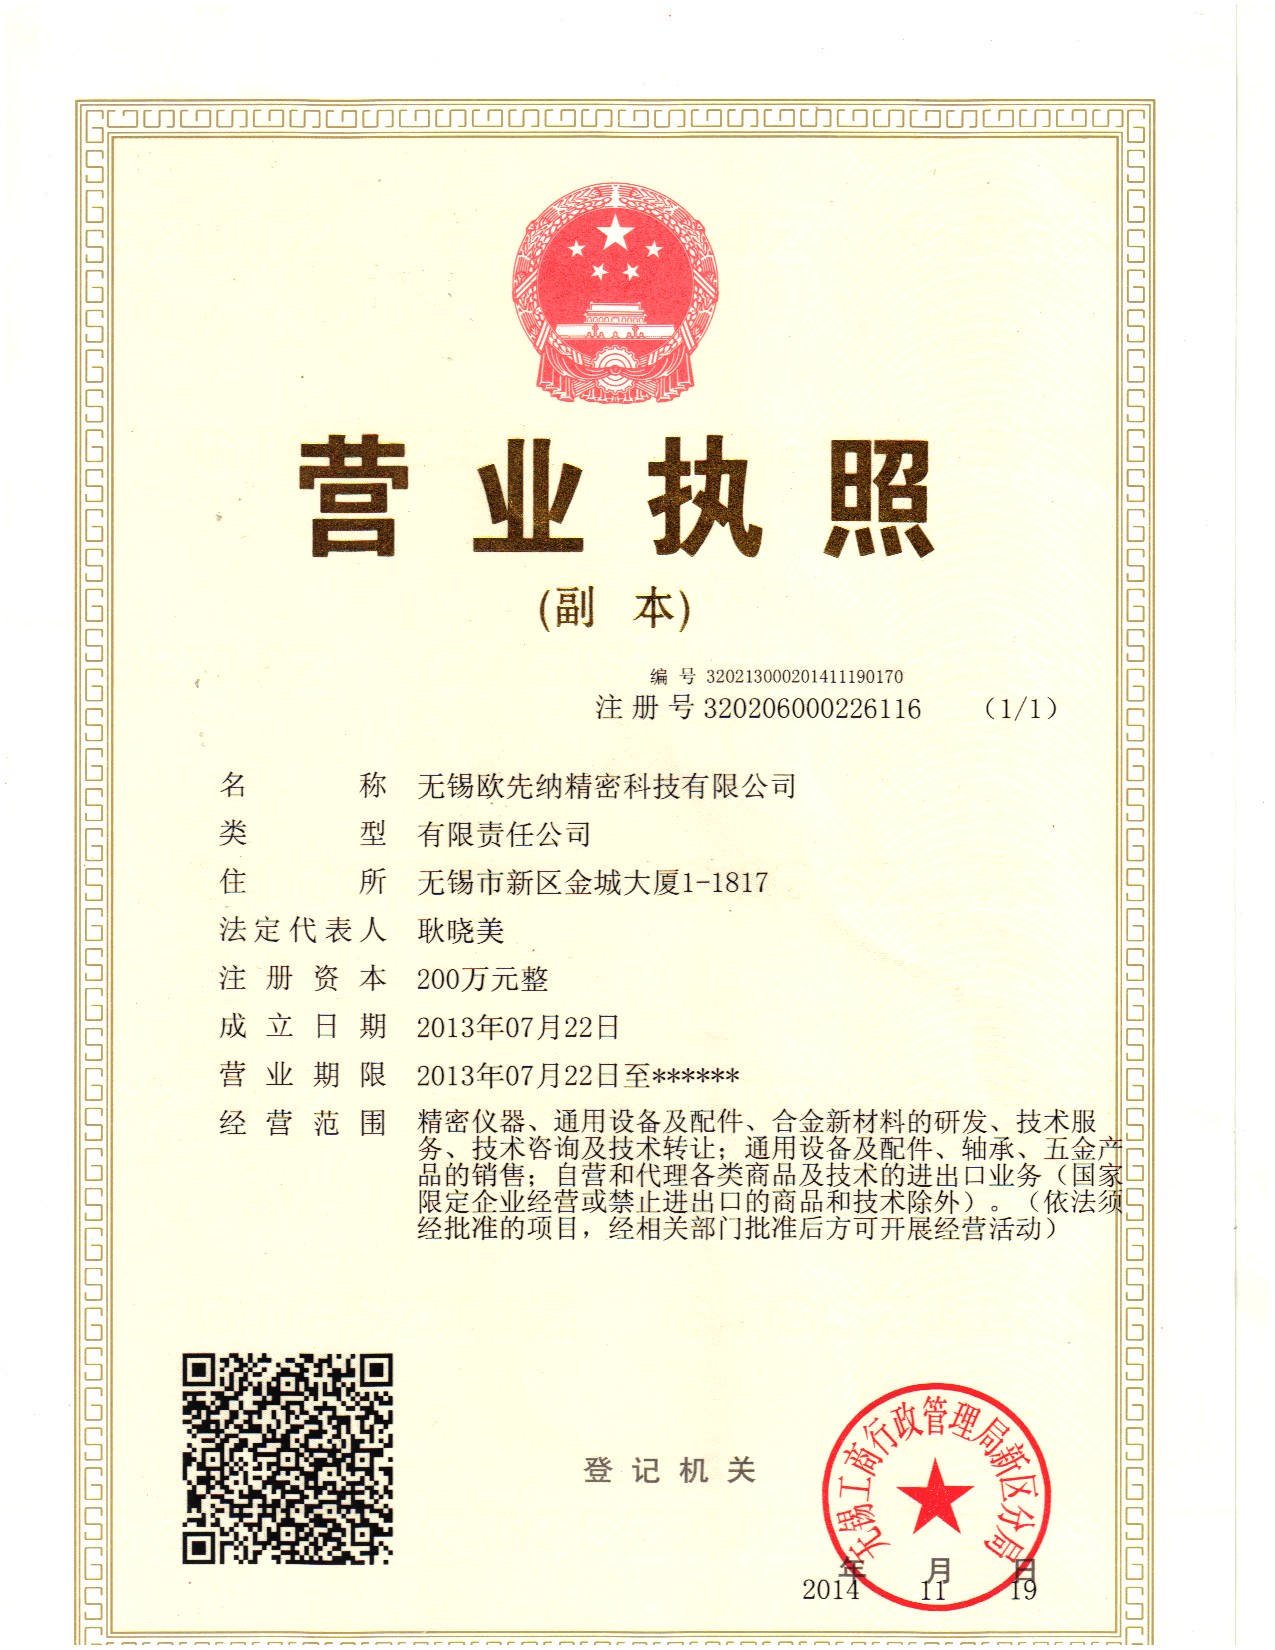 营业执照
(副 本)
编 号 320213000201411190170
注册号 320206000226116 （1/1）
名 称 无锡欧先纳精密科技有限公司
类 型 有限责任公司
住 所 无锡市新区金城大厦1-1817
法定代表人 耿晓美
注册资本 200万元整
成立日期 2013年07月22日
营业期限 2013年07月22日至******
经营范围 精密仪器、通用设备及配件、合金新材料的研发、技术服
务、技术咨询及技术转让；通用设备及配件、轴承、五金产
品的销售；自营和代理各类商品及技术的进出口业务（国家
限定企业经营或禁止进出口的商品和技术除外）。（依法须
经批准的项目，经相关部门批准后方可开展经营活动）
登记机关
无锡工商行政管理局新区分局
年 月 日
2014 11 19